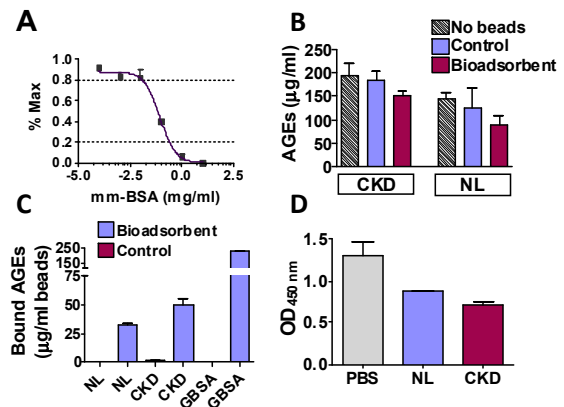 A
% Max
1.0
0.8
0.6
0.4
0.2
0.0
-5.0 -2.5 0.0 2.5
mm-BSA (mg/ml)
B
No beads
Control
Bioadsorbent
AGEs (µg/ml)
250
200
150
100
50
0
CKD NL
C
Bioadsorbent
Control
Bound AGEs
(µg/ml beads)
250
150
75
50
25
0
NL NL CKD CKD GBSA GBSA
D
OD 450 nm
1.5
1.0
0.5
0.0
PBS NL CKD